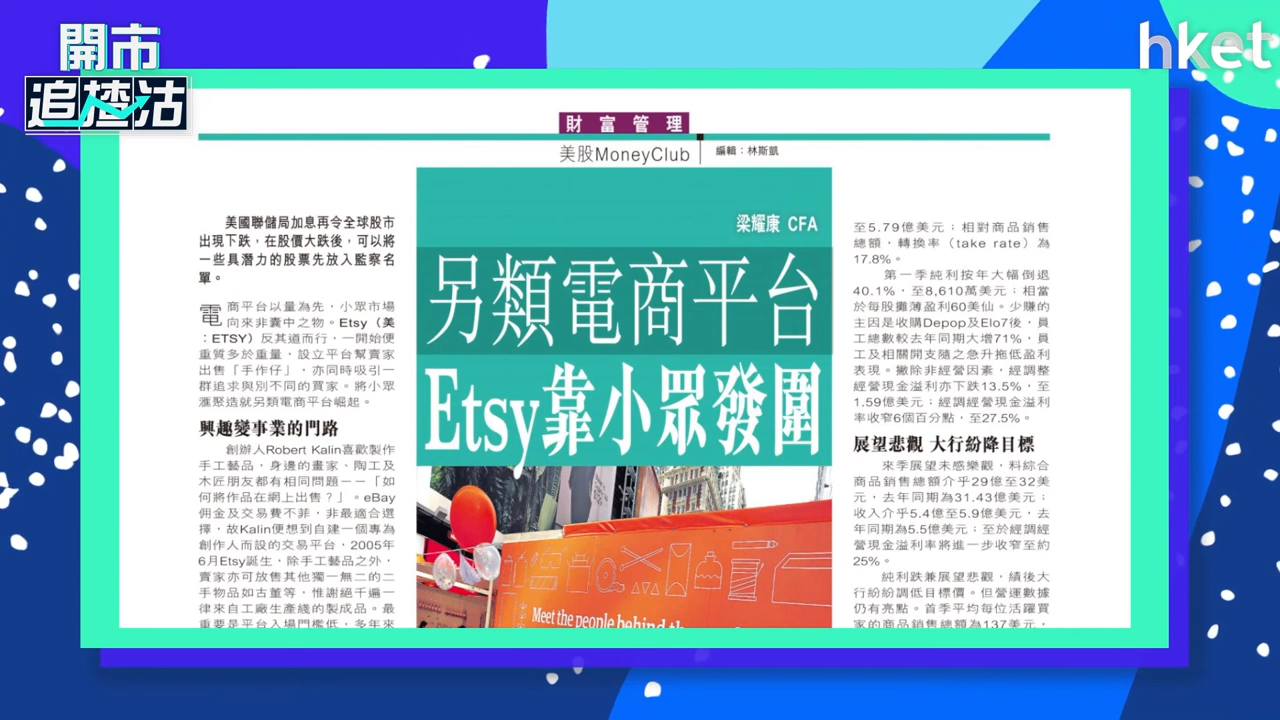 開市
追揸沽
hket
財富管理
美股MoneyClub
編輯：林斯凱
美國聯儲局加息再令全球股市
出現下跌，在股價大跌後，可以將
一些具潛力的股票先放入監察名
單。
電商平台以量為先，小眾市場
向來非囊中之物。Etsy（美
：ETSY）反其道而行，一開始便
重質多於重量，設立平台幫賣家
出售「手作仔」，亦同時吸引一
群追求與別不同的買家。將小眾
滙聚造就另類電商平台崛起。
興趣變事業的門路
創辦人Robert Kalin喜歡製作
手工藝品，身邊的畫家、陶工及
木匠朋友都有相同問題——「如
何將作品在網上出售？」。eBay
佣金及交易費不菲，非最適合選
擇，故Kalin便想到自建一個專為
創作人而設的交易平台，2005年
6月Etsy誕生，除手工藝品之外，
賣家亦可放售其他獨一無二的二
手物品如古董等，惟謝絕千遍一
律來自工廠生產綫的製成品。最
重要是平台入場門檻低，多年來
梁耀康 CFA
另類電商平台
Etsy靠小眾發圍
Meet the people behind th
至5.79億美元；相對商品銷售
總額，轉換率（take rate）為
17.8%。
第一季純利按年大幅倒退
40.1%，至8,610萬美元；相當
於每股攤薄盈利60美仙。少賺的
主因是收購Depop及Elo7後，員
工總數較去年同期大增71%，員
工及相關開支隨之急升拖低盈利
表現。撇除非經營因素，經調整
經營現金溢利亦下跌13.5%，至
1.59億美元；經調經營現金溢利
率收窄6個百分點，至27.5%。
展望悲觀 大行紛降目標
來季展望未感樂觀，料綜合
商品銷售總額介乎29億至32美
元，去年同期為31.43億美元；
收入介乎5.4億至5.9億美元，去
年同期為5.5億美元；至於經調經
營現金溢利率將進一步收窄至約
25%。
純利跌兼展望悲觀，績後大
行紛紛調低目標價。但營運數據
仍有亮點。首季平均每位活躍買
家的商品銷售總額為137美元，